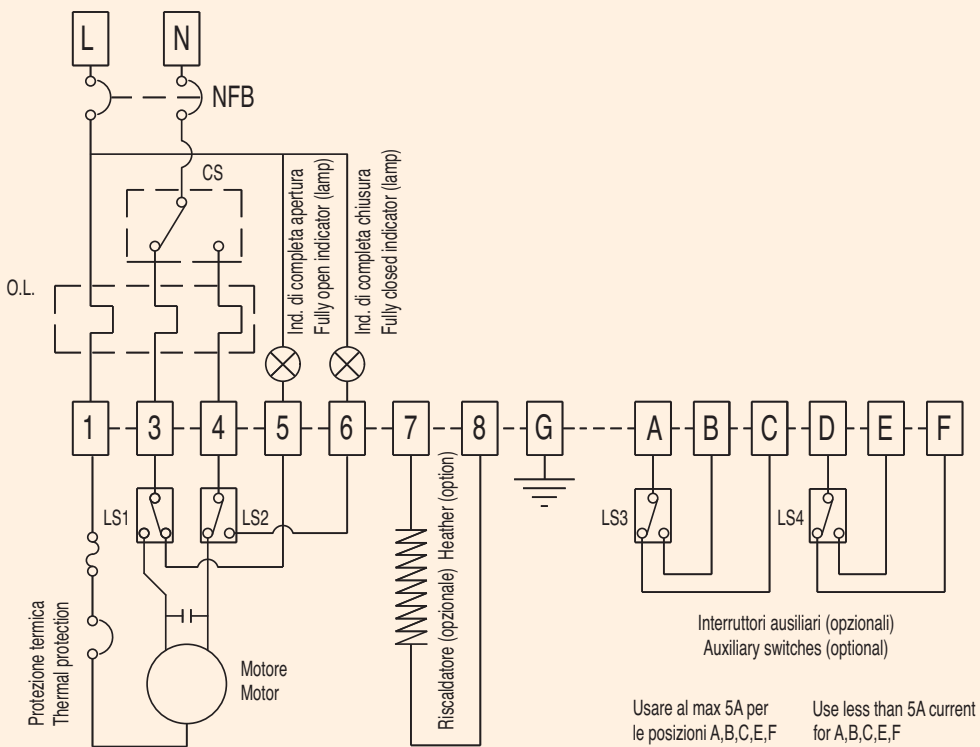 L N
NFB
CS
O.L.
Ind. di completa apertura
Fully open indicator (lamp)
Ind. di completa chiusura
Fully closed indicator (lamp)
1 3 4 5 6 7 8 G A B C D E F
LS1 LS2 LS3 LS4
Protezione termica
Thermal protection
Motore
Motor
Riscaldatore (opzionale) Heather (option)
Interruttori ausiliari (opzionali)
Auxiliary switches (optional)
Usare al max 5A per
le posizioni A,B,C,E,F
Use less than 5A current
for A,B,C,E,F